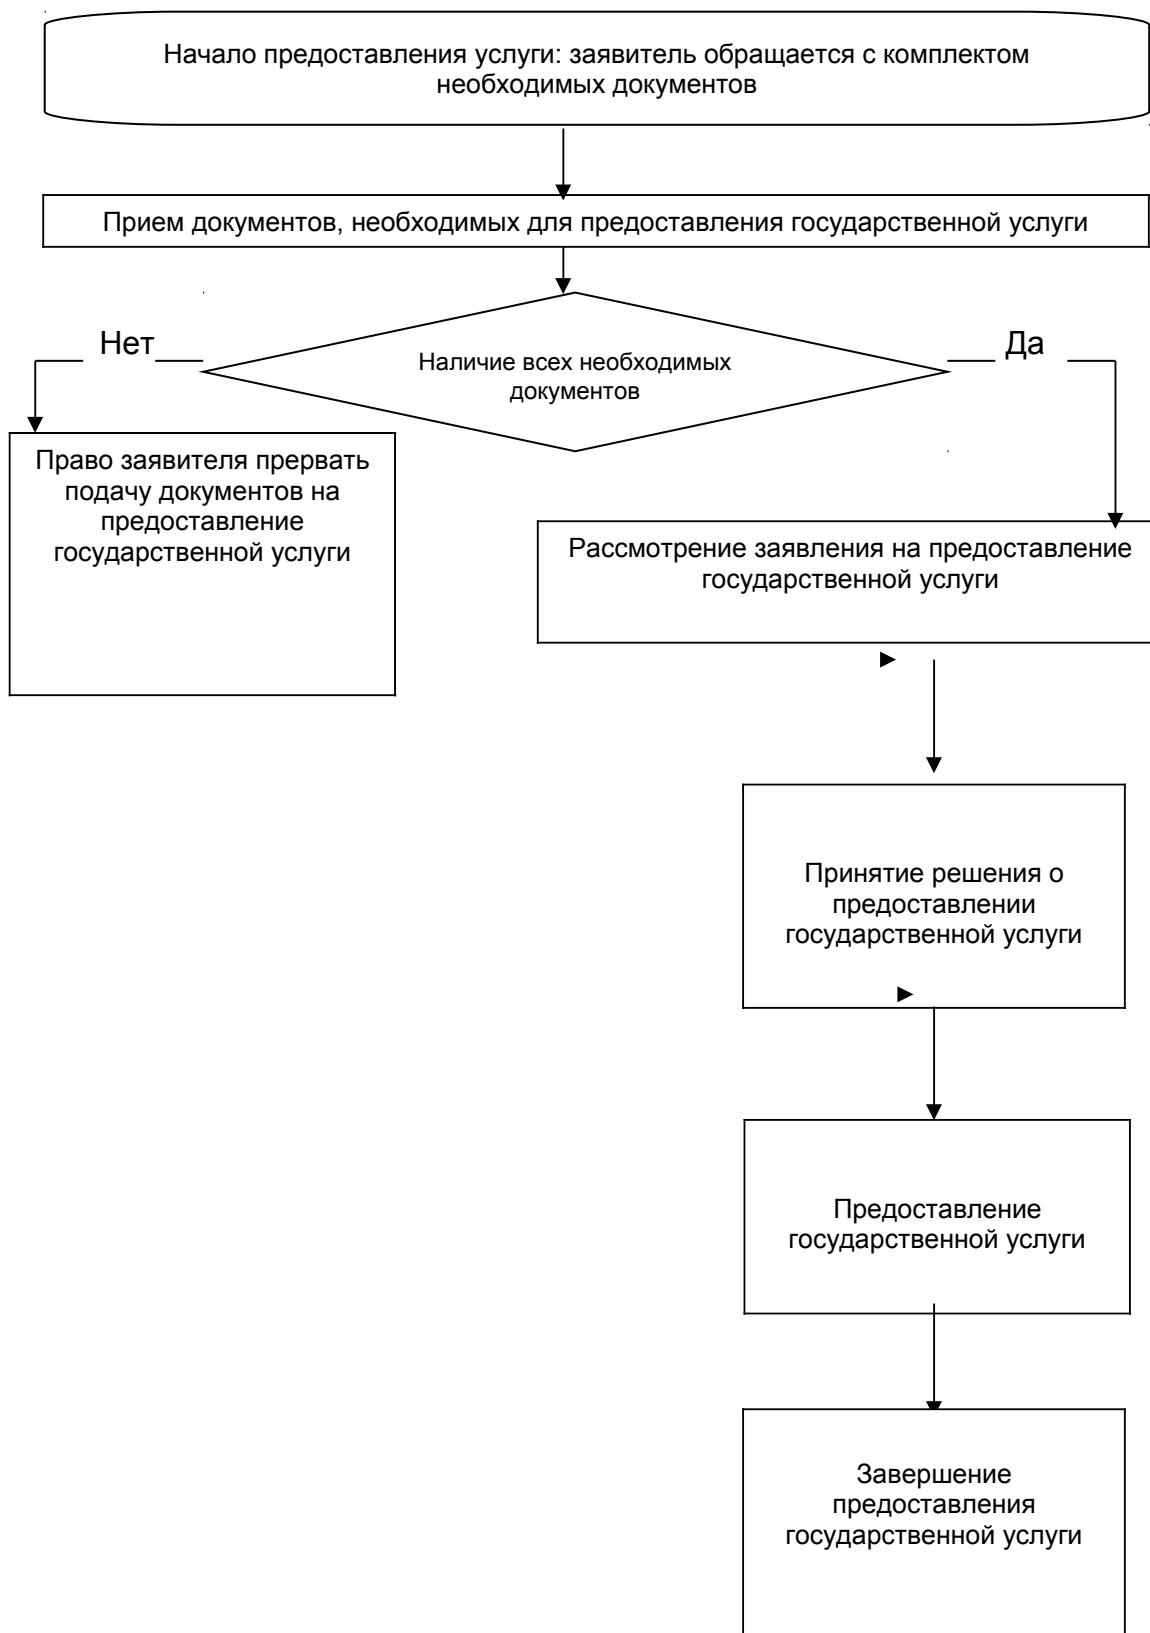 Начало предоставления услуги: заявитель обращается с комплектом
необходимых документов
Прием документов, необходимых для предоставления государственной услуги
Нет
Да
Наличие всех необходимых
документов
Право заявителя прервать
подачу документов на
предоставление
государственной услуги
Рассмотрение заявления на предоставление
государственной услуги
Принятие решения о
предоставлении
государственной услуги
Предоставление
государственной услуги
Завершение
предоставления
государственной услуги